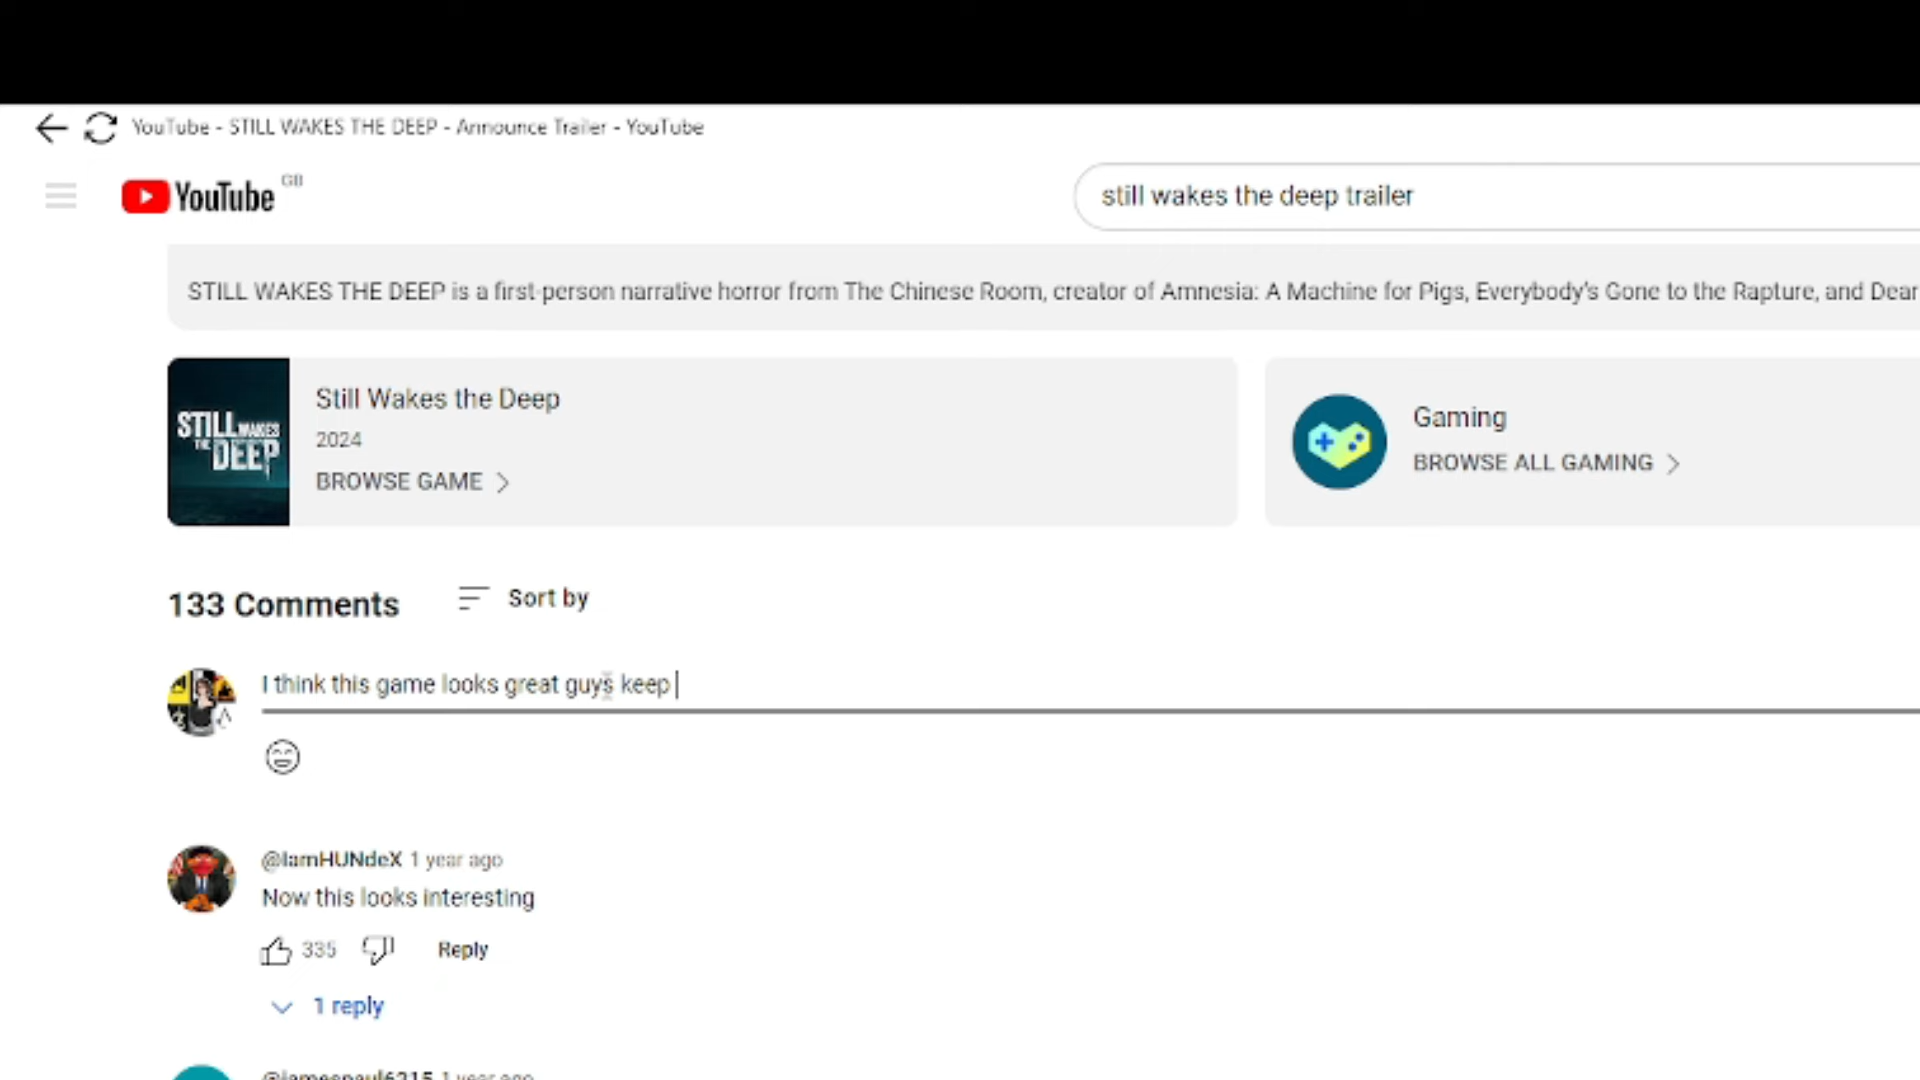 YouTube - STILL WAKES THE DEEP - Announce Trailer - YouTube
YouTube GB
still wakes the deep trailer
STILL WAKES THE DEEP is a first-person narrative horror from The Chinese Room, creator of Amnesia: A Machine for Pigs, Everybody's Gone to the Rapture, and Dear
STILL WAKES
THE DEEP
Still Wakes the Deep
2024
BROWSE GAME
Gaming
BROWSE ALL GAMING
133 Comments
Sort by
I think this game looks great guys keep
@IamHUNdeX 1 year ago
Now this looks interesting
335
Reply
1 reply
@jamespaul6215 1 year ago